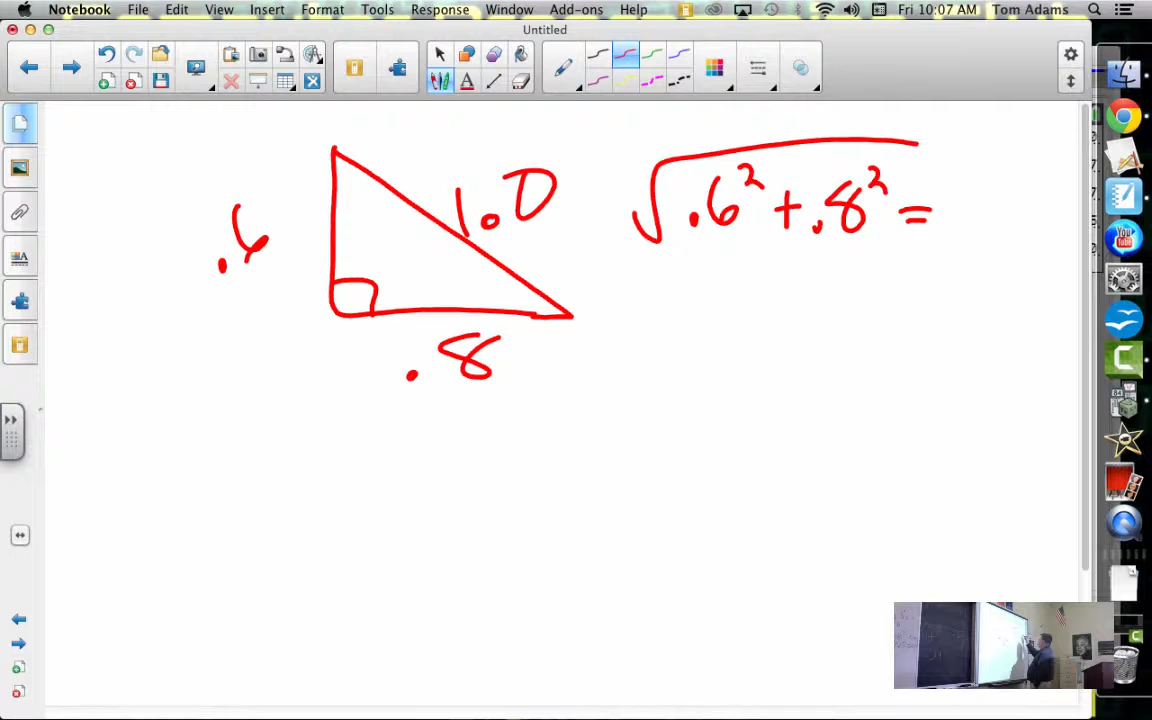 Notebook File Edit View Insert Format Tools Response Window Add-ons Help Fri 10:07 AM Tom Adams
Untitled
1.0
√.6² + .8² =
.6
.8